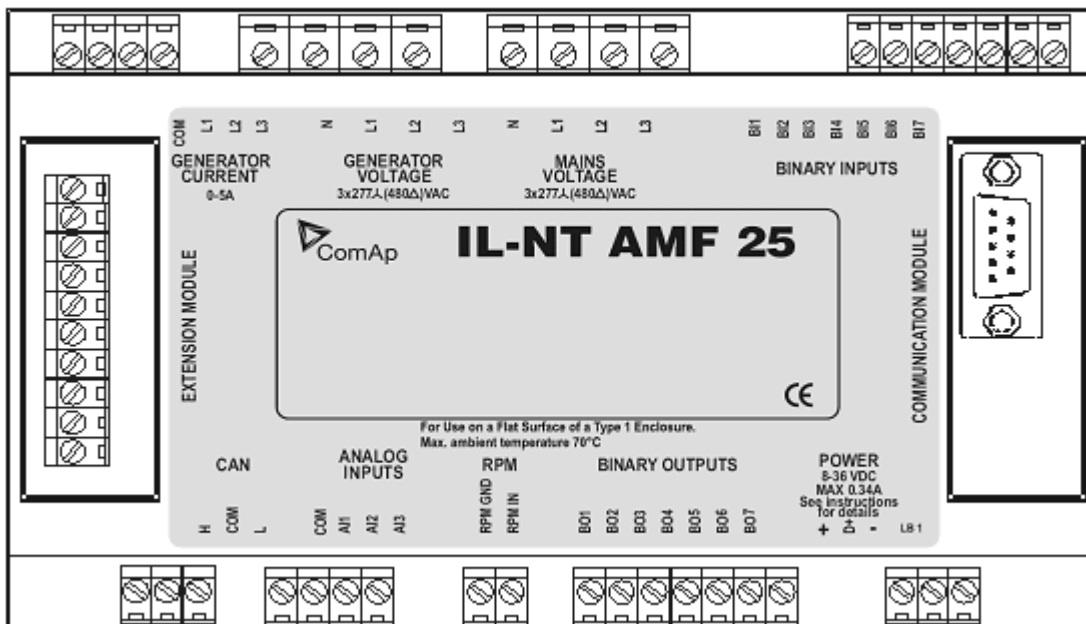 COM L1 L2 L3 N L1 L2 L3 N L1 L2 L3 BI1 BI2 BI3 BI4 BI5 BI6 BI7
GENERATOR
CURRENT
0-5A
GENERATOR
VOLTAGE
3x277⅄(480Δ)VAC
MAINS
VOLTAGE
3x277⅄(480Δ)VAC
BINARY INPUTS
EXTENSION MODULE
ComAp
IL-NT AMF 25
CE
COMMUNICATION MODULE
For Use on a Flat Surface of a Type 1 Enclosure.
Max. ambient temperature 70°C
CAN
ANALOG
INPUTS
RPM
BINARY OUTPUTS
POWER
8-36 VDC
MAX 0.34A
See instructions
for details
H COM L COM AI1 AI2 AI3 RPM GND RPM IN BO1 BO2 BO3 BO4 BO5 BO6 BO7 + D+ - LB 1